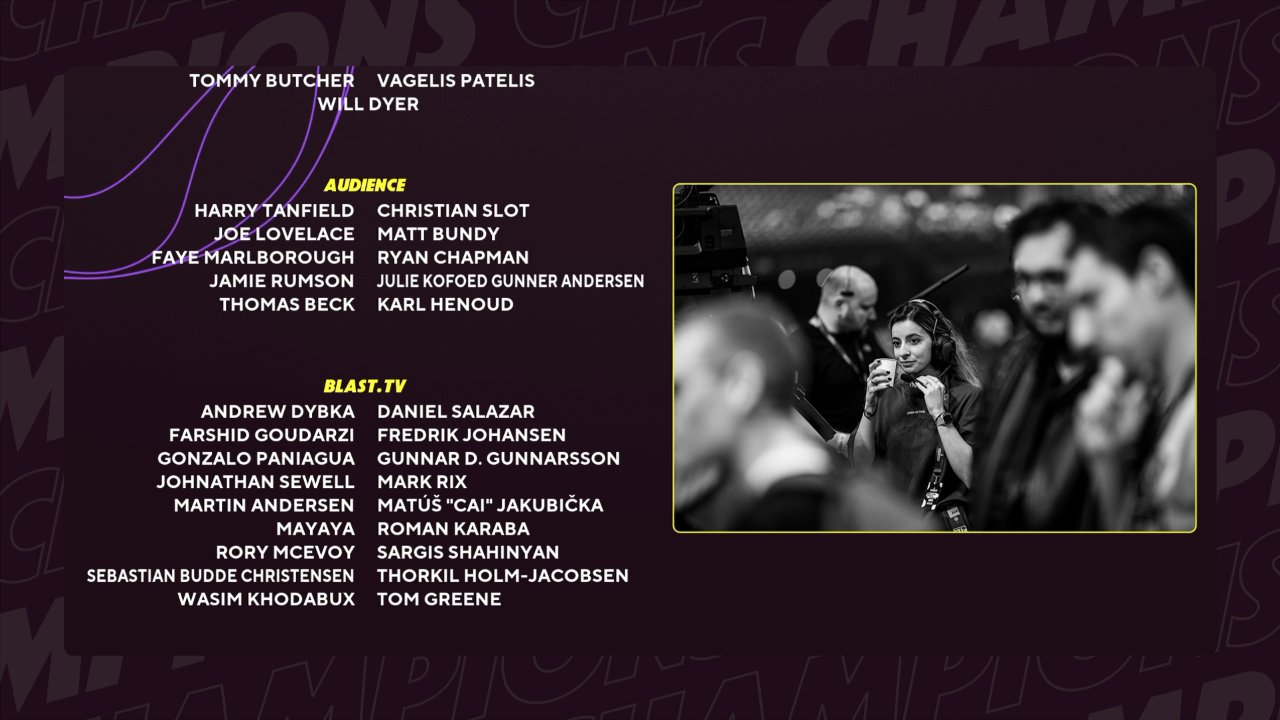 TOMMY BUTCHER VAGELIS PATELIS
WILL DYER
AUDIENCE
HARRY TANFIELD CHRISTIAN SLOT
JOE LOVELACE MATT BUNDY
FAYE MARLBOROUGH RYAN CHAPMAN
JAMIE RUMSON JULIE KOFOED GUNNER ANDERSEN
THOMAS BECK KARL HENOUD
BLAST.TV
ANDREW DYBKA DANIEL SALAZAR
FARSHID GOUDARZI FREDRIK JOHANSEN
GONZALO PANIAGUA GUNNAR D. GUNNARSSON
JOHNATHAN SEWELL MARK RIX
MARTIN ANDERSEN MATÚŠ "CAI" JAKUBIČKA
MAYAYA ROMAN KARABA
RORY MCEVOY SARGIS SHAHINYAN
SEBASTIAN BUDDE CHRISTENSEN THORKIL HOLM-JACOBSEN
WASIM KHODABUX TOM GREENE
CHAMPIONS